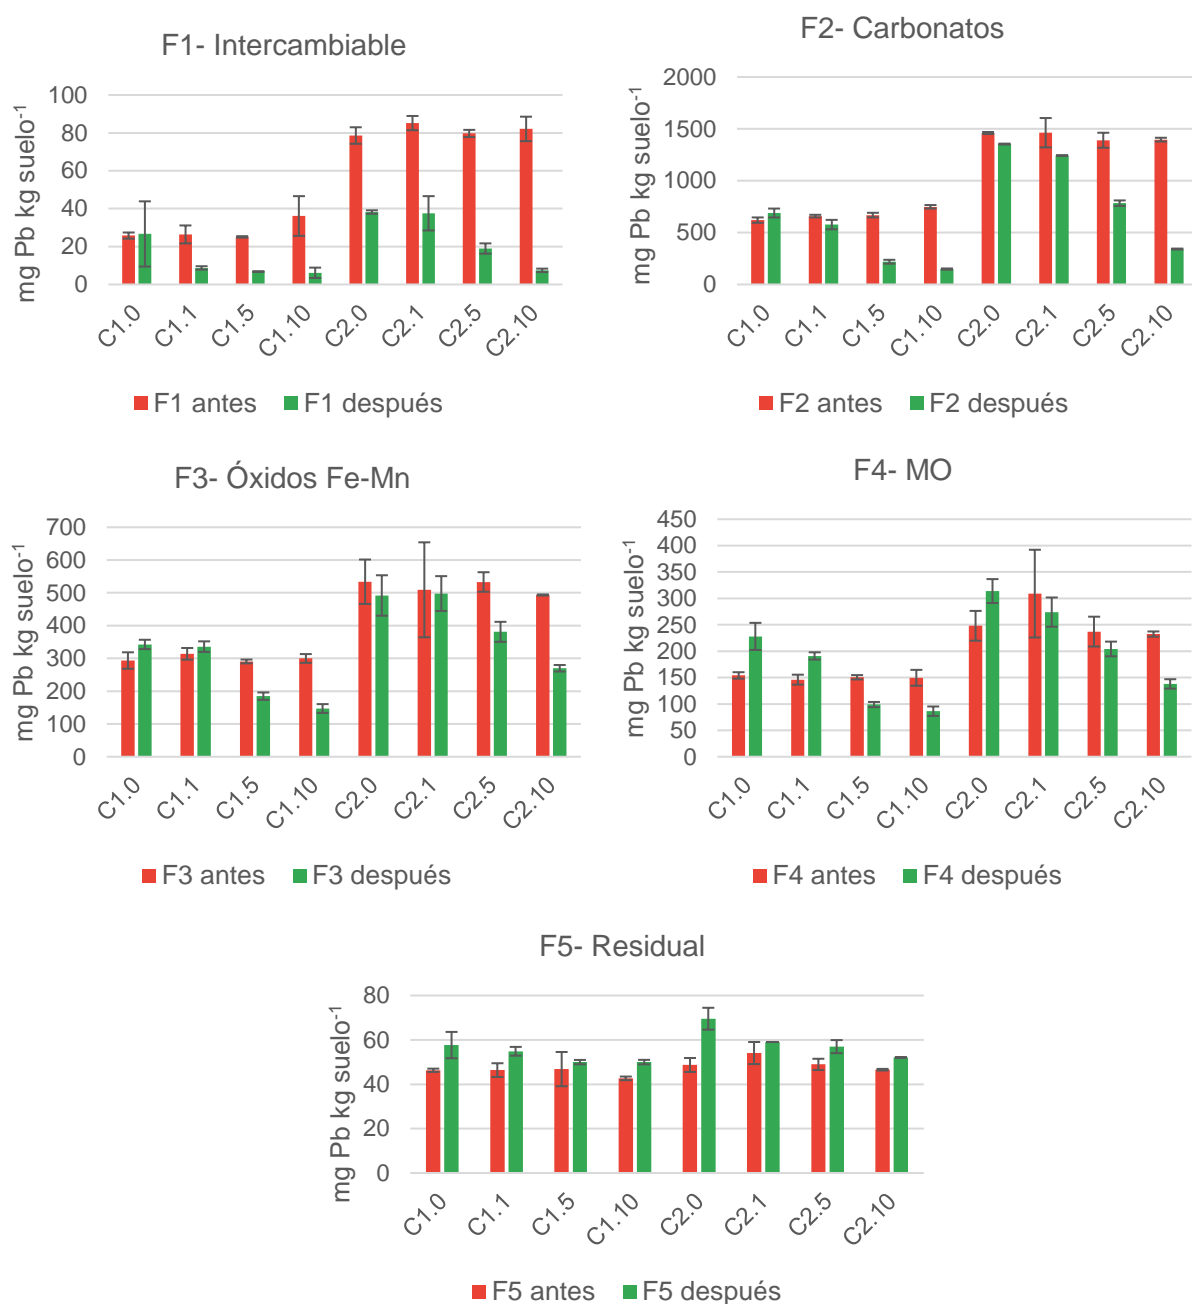 F1- Intercambiable
mg Pb kg suelo⁻¹
100
80
60
40
20
0
C1.0
C1.1
C1.5
C1.10
C2.0
C2.1
C2.5
C2.10
F1 antes F1 después
F2- Carbonatos
mg Pb kg suelo⁻¹
2000
1500
1000
500
0
C1.0
C1.1
C1.5
C1.10
C2.0
C2.1
C2.5
C2.10
F2 antes F2 después
F3- Óxidos Fe-Mn
mg Pb kg suelo⁻¹
700
600
500
400
300
200
100
0
C1.0
C1.1
C1.5
C1.10
C2.0
C2.1
C2.5
C2.10
F3 antes F3 después
F4- MO
mg Pb kg suelo⁻¹
450
400
350
300
250
200
150
100
50
0
C1.0
C1.1
C1.5
C1.10
C2.0
C2.1
C2.5
C2.10
F4 antes F4 después
F5- Residual
mg Pb kg suelo⁻¹
80
60
40
20
0
C1.0
C1.1
C1.5
C1.10
C2.0
C2.1
C2.5
C2.10
F5 antes F5 después